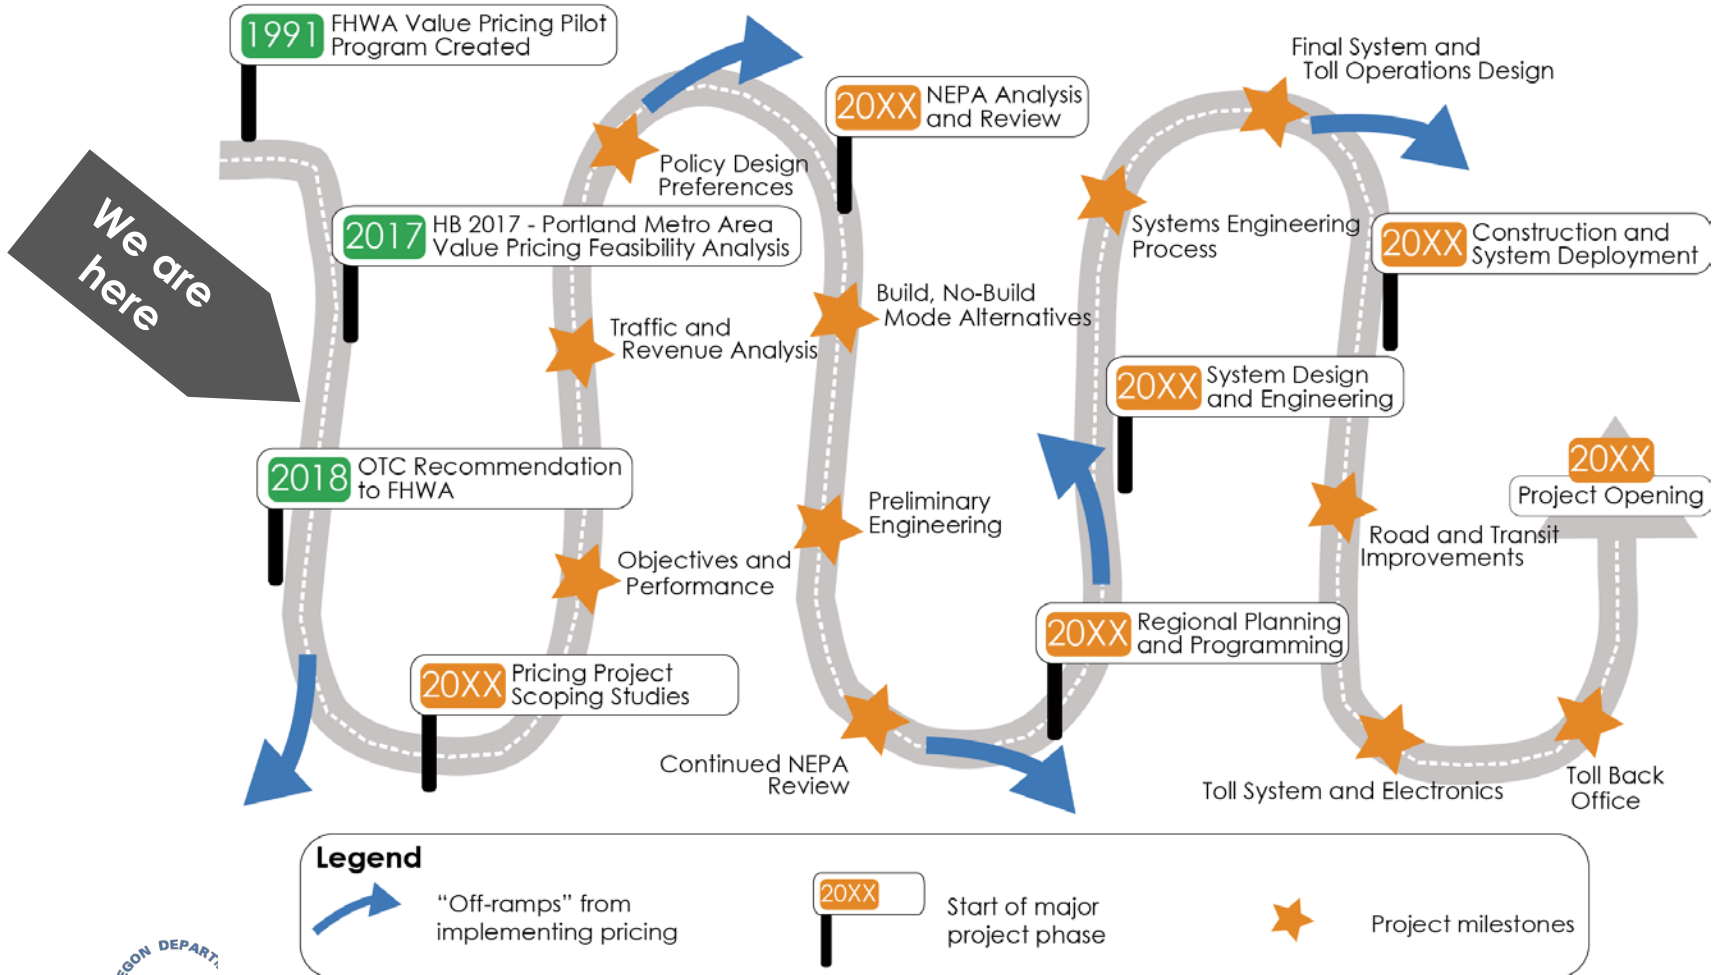 1991 FHWA Value Pricing Pilot
Program Created
We are
here
2017 HB 2017 - Portland Metro Area
Value Pricing Feasibility Analysis
2018 OTC Recommendation
to FHWA
20XX Pricing Project
Scoping Studies
Objectives and
Performance
Traffic and
Revenue Analysis
Policy Design
Preferences
20XX NEPA Analysis
and Review
Build, No-Build
Mode Alternatives
Preliminary
Engineering
Continued NEPA
Review
20XX Regional Planning
and Programming
20XX System Design
and Engineering
Systems Engineering
Process
Final System and
Toll Operations Design
20XX Construction and
System Deployment
Road and Transit
Improvements
Toll System and Electronics
Toll Back
Office
20XX
Project Opening
Legend
"Off-ramps" from
implementing pricing
20XX
Start of major
project phase
Project milestones